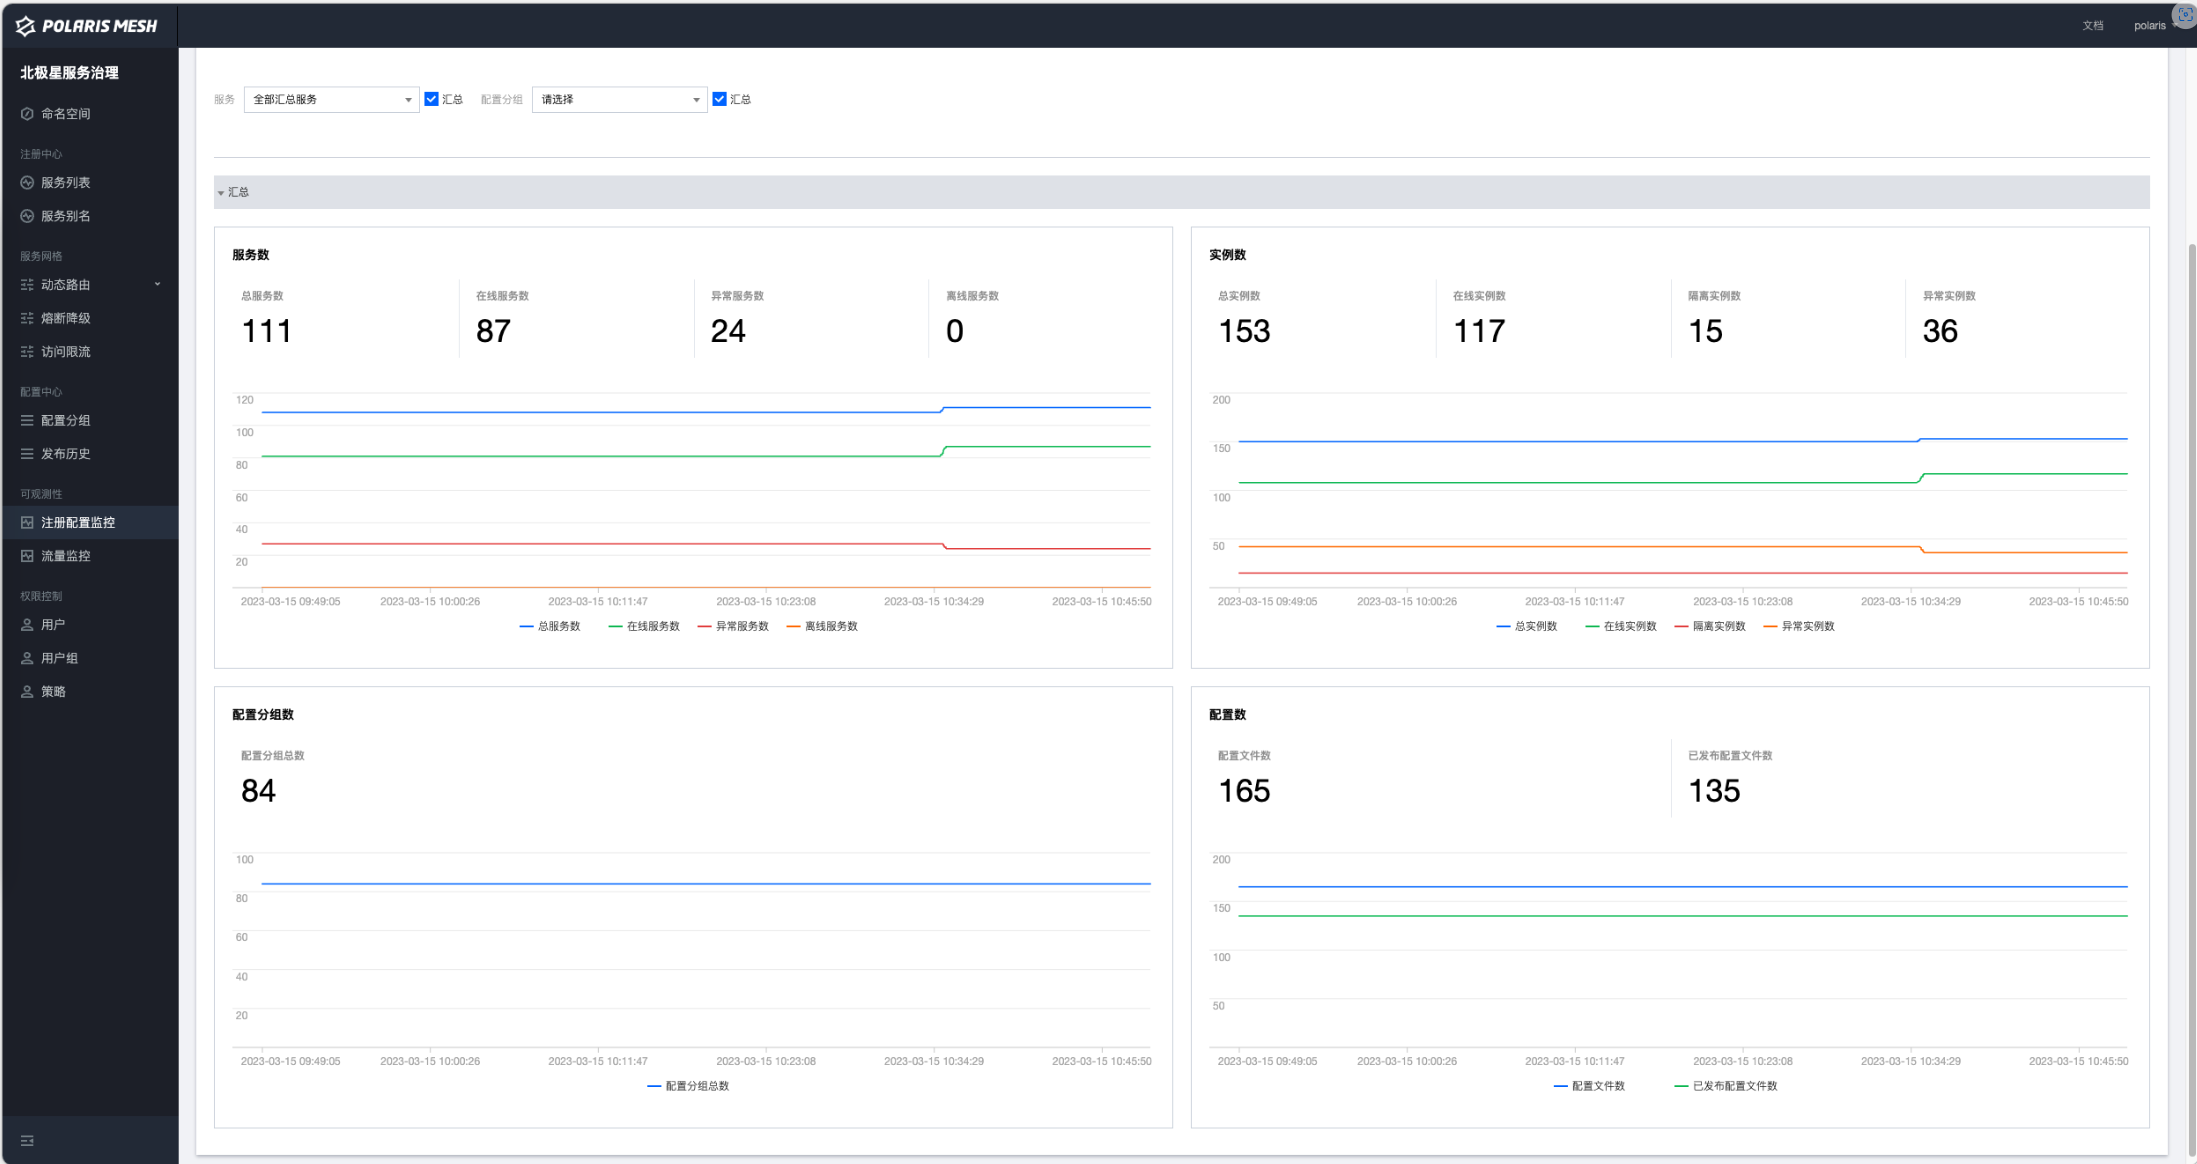 POLARIS MESH
文档
polaris
北极星服务治理
命名空间
注册中心
服务列表
服务别名
服务网格
动态路由
熔断降级
访问限流
配置中心
配置分组
发布历史
可观测性
注册配置监控
流量监控
权限控制
用户
用户组
策略
服务 全部汇总服务 汇总 配置分组 请选择 汇总
汇总
服务数
总服务数 在线服务数 异常服务数 离线服务数
111 87 24 0
120
100
80
60
40
20
2023-03-15 09:49:05 2023-03-15 10:00:26 2023-03-15 10:11:47 2023-03-15 10:23:08 2023-03-15 10:34:29 2023-03-15 10:45:50
总服务数 在线服务数 异常服务数 离线服务数
实例数
总实例数 在线实例数 隔离实例数 异常实例数
153 117 15 36
200
150
100
50
2023-03-15 09:49:05 2023-03-15 10:00:26 2023-03-15 10:11:47 2023-03-15 10:23:08 2023-03-15 10:34:29 2023-03-15 10:45:50
总实例数 在线实例数 隔离实例数 异常实例数
配置分组数
配置分组总数
84
100
80
60
40
20
2023-03-15 09:49:05 2023-03-15 10:00:26 2023-03-15 10:11:47 2023-03-15 10:23:08 2023-03-15 10:34:29 2023-03-15 10:45:50
配置分组总数
配置数
配置文件数 已发布配置文件数
165 135
200
150
100
50
2023-03-15 09:49:05 2023-03-15 10:00:26 2023-03-15 10:11:47 2023-03-15 10:23:08 2023-03-15 10:34:29 2023-03-15 10:45:50
配置文件数 已发布配置文件数